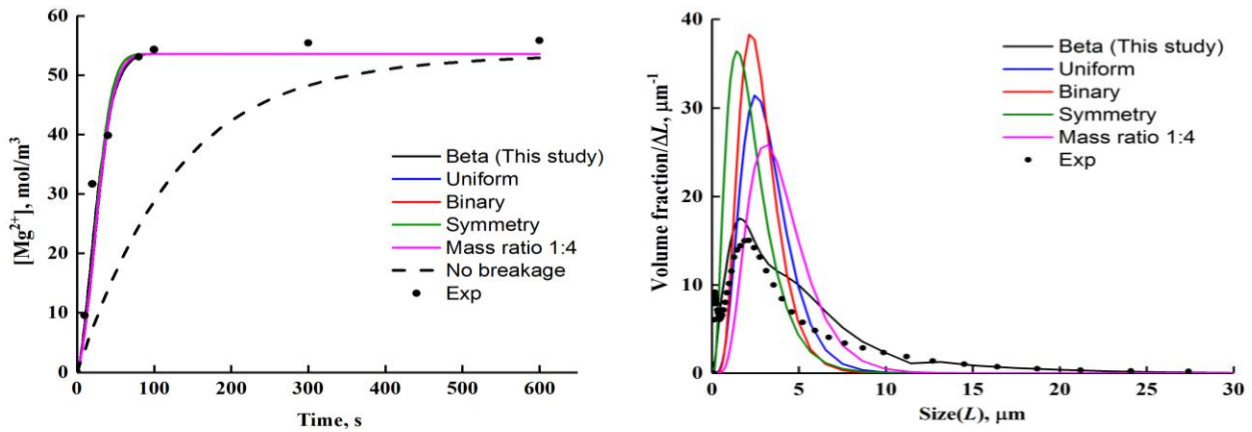 60
50
40
30
20
10
0
[Mg²⁺], mol/m³
Beta (This study)
Uniform
Binary
Symmetry
Mass ratio 1:4
No breakage
Exp
0 100 200 300 400 500 600
Time, s
40
30
20
10
0
Volume fraction/ΔL, μm⁻¹
Beta (This study)
Uniform
Binary
Symmetry
Mass ratio 1:4
Exp
0 5 10 15 20 25 30
Size(L), μm